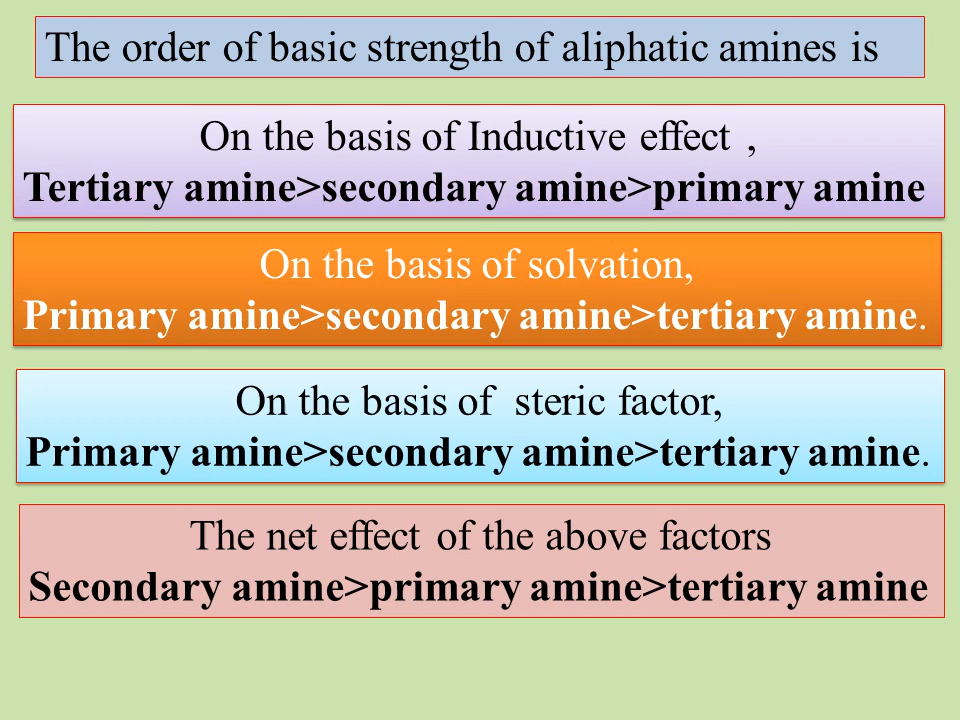 The order of basic strength of aliphatic amines is
On the basis of Inductive effect ,
Tertiary amine>secondary amine>primary amine
On the basis of solvation,
Primary amine>secondary amine>tertiary amine.
On the basis of  steric factor,
Primary amine>secondary amine>tertiary amine.
The net effect of the above factors
Secondary amine>primary amine>tertiary amine